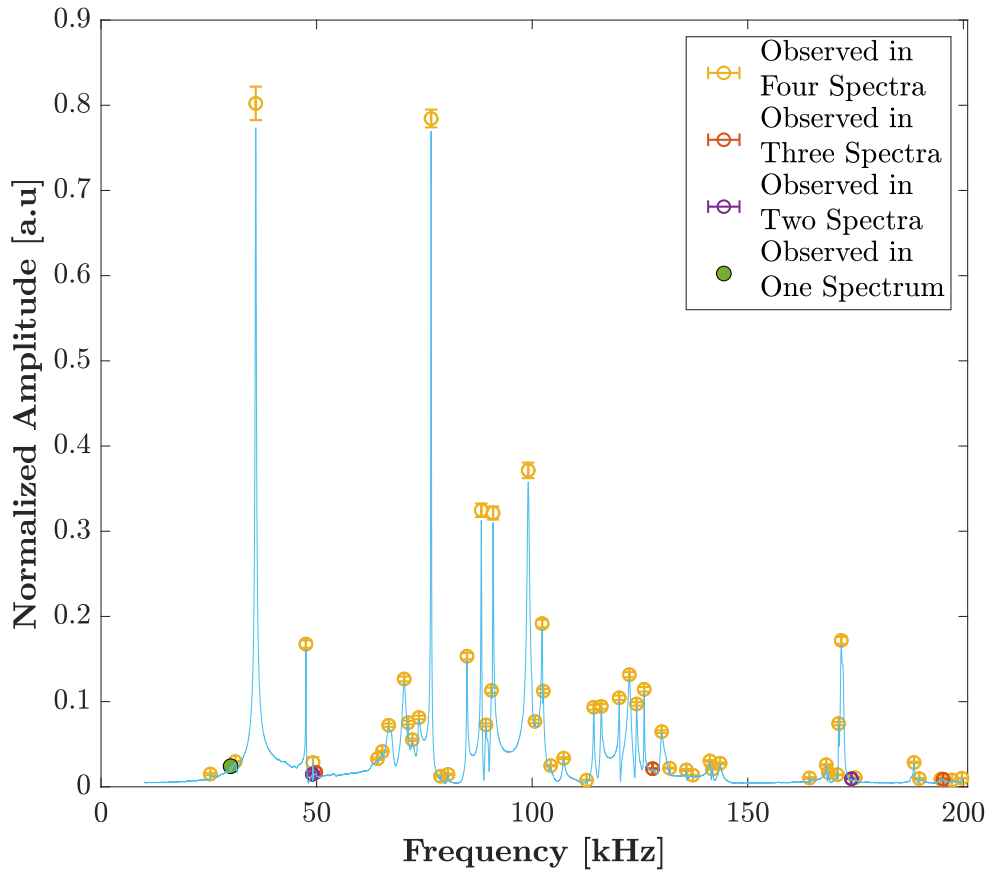 0.9
0.8
0.7
0.6
0.5
0.4
0.3
0.2
0.1
0
Normalized Amplitude [a.u]
0
50
100
150
200
Frequency [kHz]
Observed in
Four Spectra
Observed in
Three Spectra
Observed in
Two Spectra
Observed in
One Spectrum